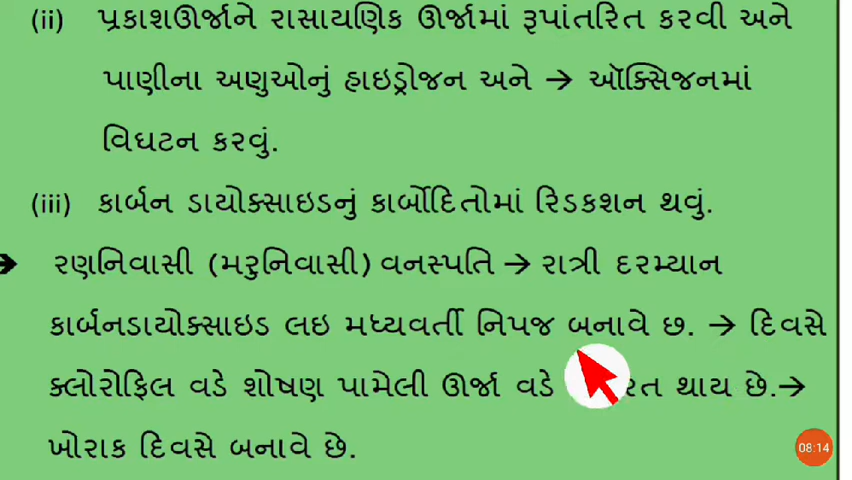 (ii) પ્રકાશઊર્જાને રાસાયણિક ઊર્જામાં રૂપાંતરિત કરવી અને
પાણીના અણુઓનું હાઇડ્રોજન અને → ઑક્સિજનમાં
વિઘટન કરવું.
(iii) કાર્બન ડાયોક્સાઇડનું કાર્બોદિતોમાં રિડકશન થવું.
➔ રણનિવાસી (મરુનિવાસી) વનસ્પતિ → રાત્રી દરમ્યાન
કાર્બનડાયોક્સાઇડ લઇ મધ્યવર્તી નિપજ બનાવે છ. → દિવસે
ક્લોરોફિલ વડે શોષણ પામેલી ઊર્જા વડે થાય છે.→
ખોરાક દિવસે બનાવે છે.
08:14